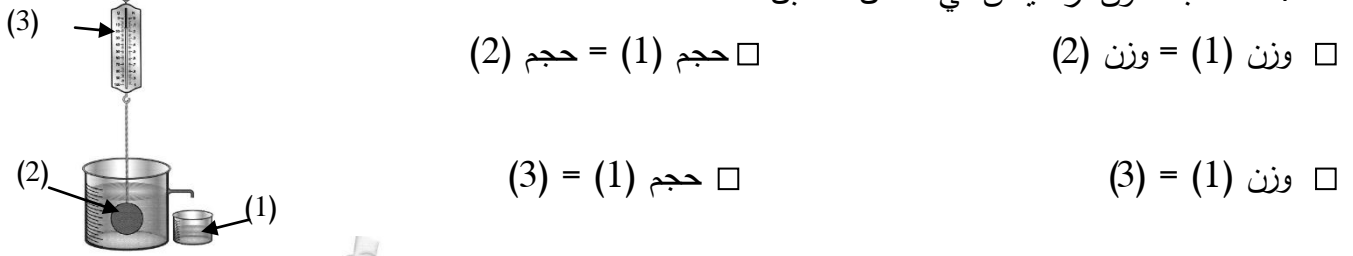 □ وزن (1) = وزن (2)
□ حجم (1) = حجم (2)
□ وزن (1) = (3)
□ حجم (1) = (3)
(3)
(2)
(1)